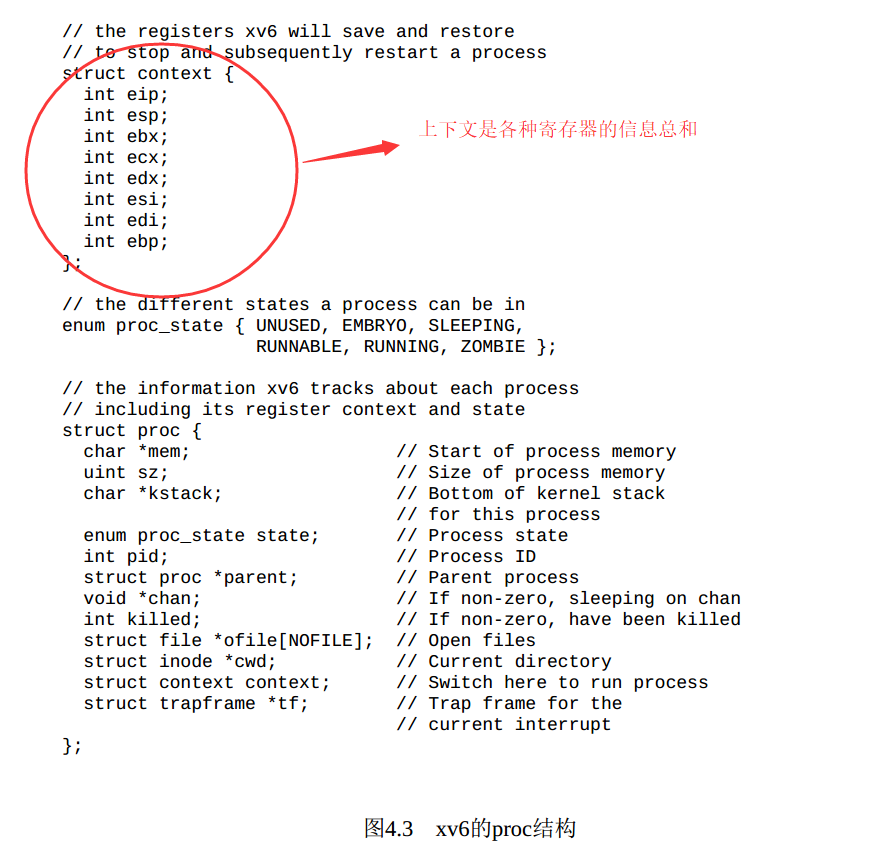 // the registers xv6 will save and restore
// to stop and subsequently restart a process
struct context {
  int eip;
  int esp;
  int ebx;
  int ecx;
  int edx;
  int esi;
  int edi;
  int ebp;
};
上下文是各种寄存器的信息总和
// the different states a process can be in
enum proc_state { UNUSED, EMBRYO, SLEEPING,
                  RUNNABLE, RUNNING, ZOMBIE };
// the information xv6 tracks about each process
// including its register context and state
struct proc {
  char *mem;                   // Start of process memory
  uint sz;                     // Size of process memory
  char *kstack;                // Bottom of kernel stack
                               // for this process
  enum proc_state state;       // Process state
  int pid;                     // Process ID
  struct proc *parent;         // Parent process
  void *chan;                  // If non-zero, sleeping on chan
  int killed;                  // If non-zero, have been killed
  struct file *ofile[NOFILE];  // Open files
  struct inode *cwd;           // Current directory
  struct context context;      // Switch here to run process
  struct trapframe *tf;        // Trap frame for the
                               // current interrupt
};
图4.3 xv6的proc结构